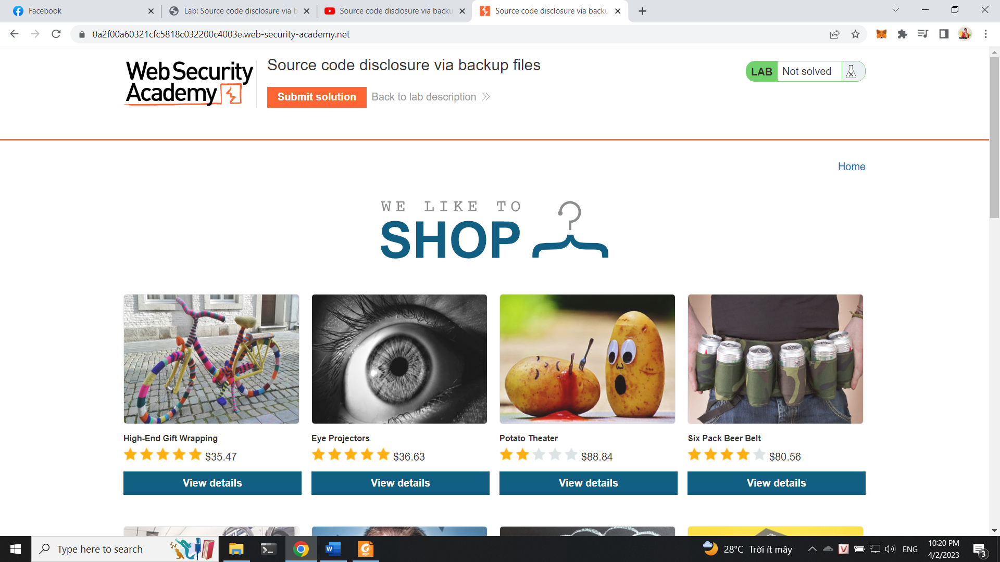 Facebook
Lab: Source code disclosure via b
Source code disclosure via backu
Source code disclosure via backu
0a2f00a60321cfc5818c032200c4003e.web-security-academy.net
Web Security
Academy
Source code disclosure via backup files
Submit solution
Back to lab description
LAB
Not solved
Home
WE LIKE TO
SHOP
High-End Gift Wrapping
$35.47
View details
Eye Projectors
$36.63
View details
Potato Theater
$88.84
View details
Six Pack Beer Belt
$80.56
View details
Type here to search
28°C Trời ít mây
ENG
10:20 PM
4/2/2023
3